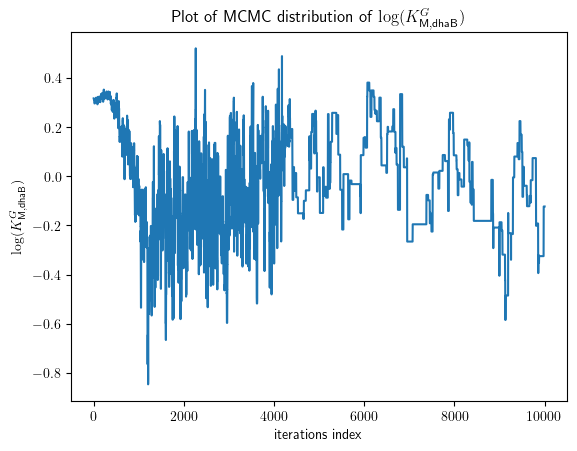 Plot of MCMC distribution of log(K^G_M,dhaB)
log(K^G_M,dhaB)
0.4
0.2
0.0
−0.2
−0.4
−0.6
−0.8
0 2000 4000 6000 8000 10000
iterations index